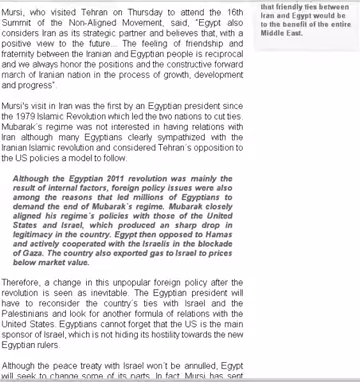 Mursi, who visited Tehran on Thursday to attend the 16th
Summit of the Non-Aligned Movement, said, "Egypt also
considers Iran as its strategic partner and believes that, with a
positive view to the future... The feeling of friendship and
fraternity between the Iranian and Egyptian people is reciprocal
and we always honor the positions and the constructive forward
march of Iranian nation in the process of growth, development
and progress".
Mursi's visit in Iran was the first by an Egyptian president since
the 1979 Islamic Revolution which led the two nations to cut ties.
Mubarak´s regime was not interested in having relations with
Iran although many Egyptians clearly sympathized with the
Iranian Islamic revolution and considered Tehran´s opposition to
the US policies a model to follow.
Although the Egyptian 2011 revolution was mainly the
result of internal factors, foreign policy issues were also
among the reasons that led millions of Egyptians to
demand the end of Mubarak´s regime. Mubarak closely
aligned his regime´s policies with those of the United
States and Israel, which produced an sharp drop in
legitimacy in the country. Egypt then opposed to Hamas
and actively cooperated with the Israelis in the blockade
of Gaza. The country also exported gas to Israel to prices
below market value.
Therefore, a change in this unpopular foreign policy after the
revolution is seen as inevitable. The Egyptian president will
have to reconsider the country´s ties with Israel and the
Palestinians and look for another formula of relations with the
United States. Egyptians cannot forget that the US is the main
sponsor of Israel, which is not hiding its hostility towards the new
Egyptian rulers.
Although the peace treaty with Israel won´t be annulled, Egypt
will seek to change some of its parts. In fact, Mursi has sent
that friendly ties between
Iran and Egypt would be
to the benefit of the entire
Middle East.